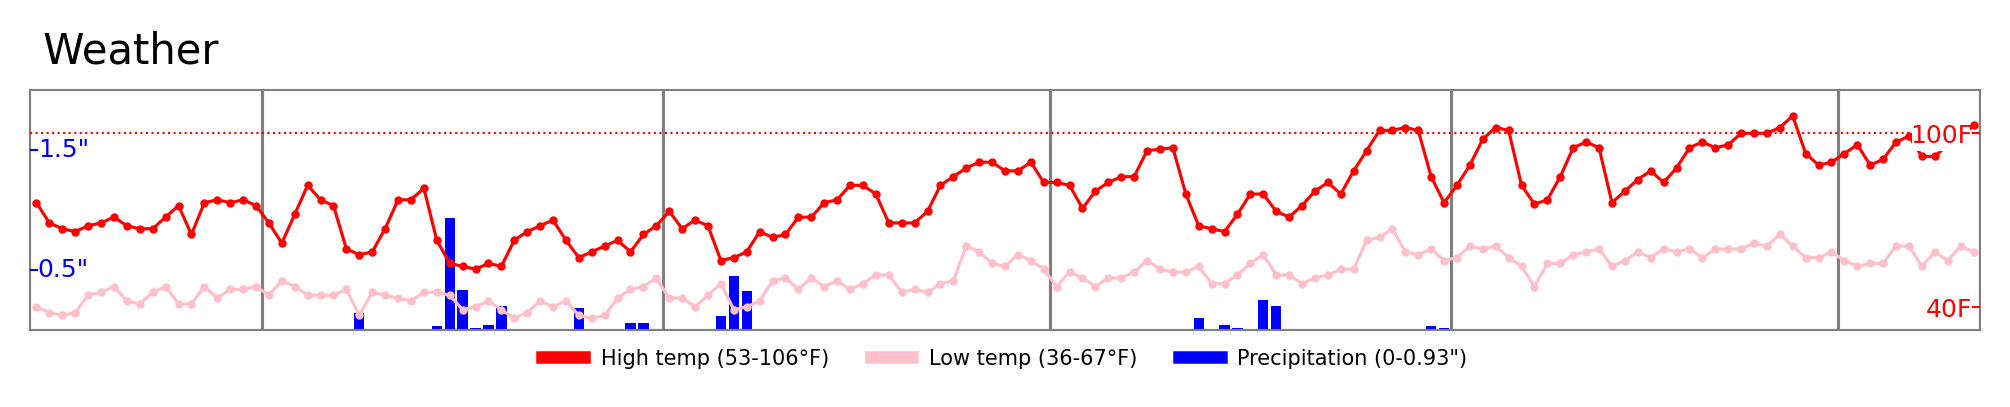 Weather
1.5"
100F
0.5"
40F
High temp (53-106°F) Low temp (36-67°F) Precipitation (0-0.93")